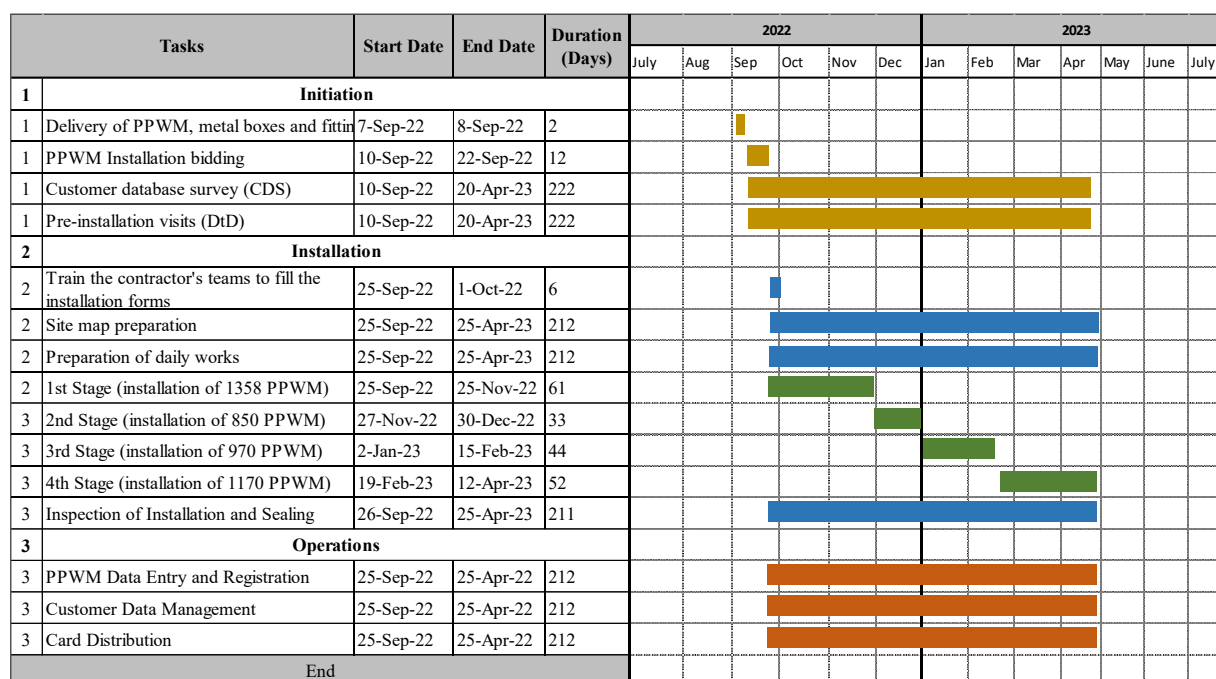 Tasks Start Date End Date Duration (Days) 2022 2023
July Aug Sep Oct Nov Dec Jan Feb Mar Apr May June July
1 Initiation
1 Delivery of PPWM, metal boxes and fittin 7-Sep-22 8-Sep-22 2
1 PPWM Installation bidding 10-Sep-22 22-Sep-22 12
1 Customer database survey (CDS) 10-Sep-22 20-Apr-23 222
1 Pre-installation visits (DtD) 10-Sep-22 20-Apr-23 222
2 Installation
2 Train the contractor's teams to fill the installation forms 25-Sep-22 1-Oct-22 6
2 Site map preparation 25-Sep-22 25-Apr-23 212
2 Preparation of daily works 25-Sep-22 25-Apr-23 212
2 1st Stage (installation of 1358 PPWM) 25-Sep-22 25-Nov-22 61
3 2nd Stage (installation of 850 PPWM) 27-Nov-22 30-Dec-22 33
3 3rd Stage (installation of 970 PPWM) 2-Jan-23 15-Feb-23 44
3 4th Stage (installation of 1170 PPWM) 19-Feb-23 12-Apr-23 52
3 Inspection of Installation and Sealing 26-Sep-22 25-Apr-23 211
3 Operations
3 PPWM Data Entry and Registration 25-Sep-22 25-Apr-22 212
3 Customer Data Management 25-Sep-22 25-Apr-22 212
3 Card Distribution 25-Sep-22 25-Apr-22 212
End